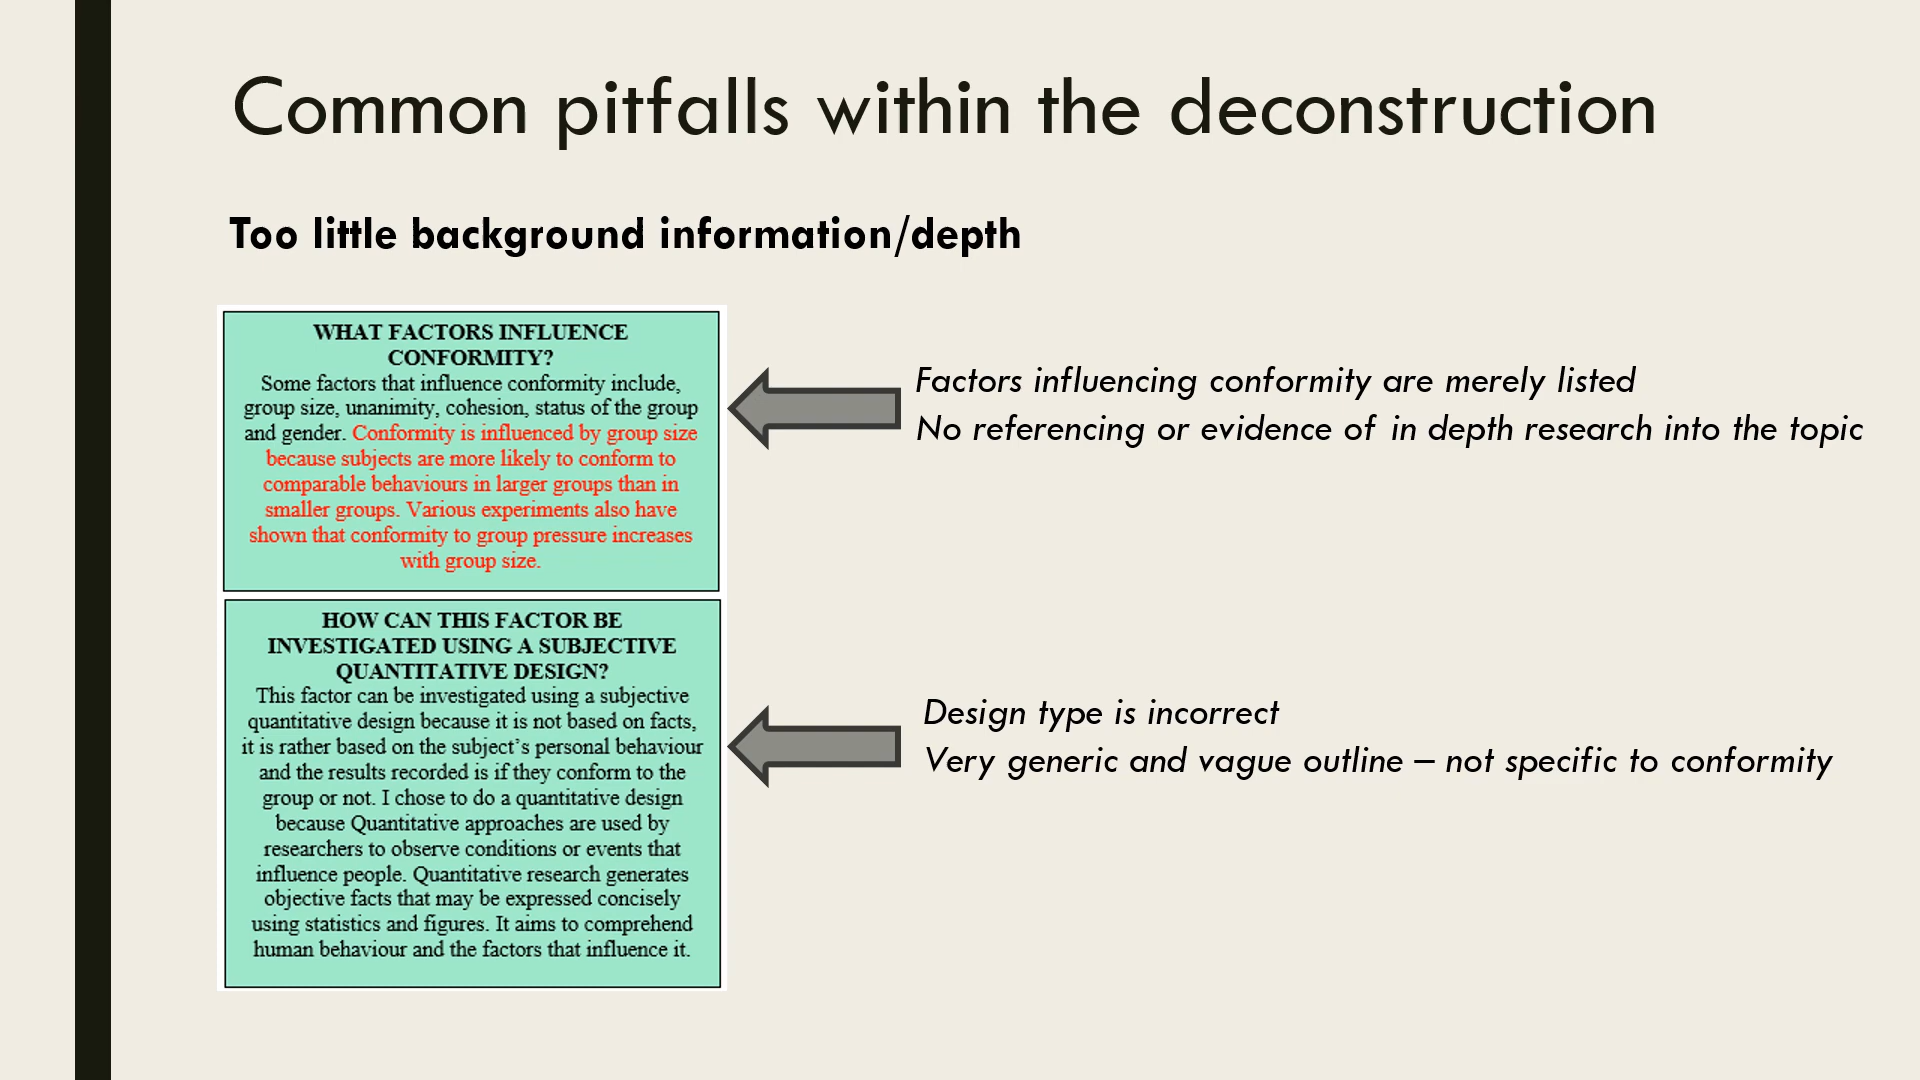 Common pitfalls within the deconstruction
Too little background information/depth
WHAT FACTORS INFLUENCE
CONFORMITY?
Some factors that influence conformity include,
group size, unanimity, cohesion, status of the group
and gender. Conformity is influenced by group size
because subjects are more likely to conform to
comparable behaviours in larger groups than in
smaller groups. Various experiments also have
shown that conformity to group pressure increases
with group size.
Factors influencing conformity are merely listed
No referencing or evidence of in depth research into the topic
HOW CAN THIS FACTOR BE
INVESTIGATED USING A SUBJECTIVE
QUANTITATIVE DESIGN?
This factor can be investigated using a subjective
quantitative design because it is not based on facts,
it is rather based on the subject's personal behaviour
and the results recorded is if they conform to the
group or not. I chose to do a quantitative design
because Quantitative approaches are used by
researchers to observe conditions or events that
influence people. Quantitative research generates
objective facts that may be expressed concisely
using statistics and figures. It aims to comprehend
human behaviour and the factors that influence it.
Design type is incorrect
Very generic and vague outline – not specific to conformity